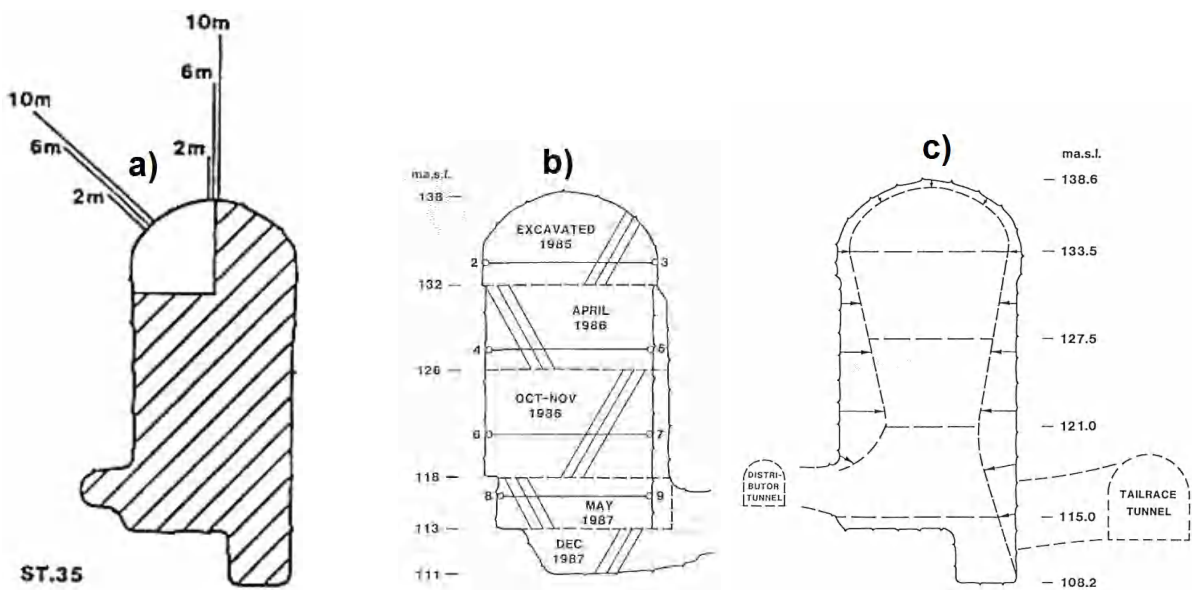 10m
6m
10m
6m
2m
2m
a)
ST.35
b)
ma.s.l.
138
EXCAVATED
1985
2
3
132
APRIL
1986
4
5
126
OCT-NOV
1986
6
7
118
8
9
MAY
1987
113
DEC
1987
111
c)
ma.s.l.
138.6
133.5
127.5
121.0
DISTRI-
BUTOR
TUNNEL
TAILRACE
TUNNEL
115.0
108.2